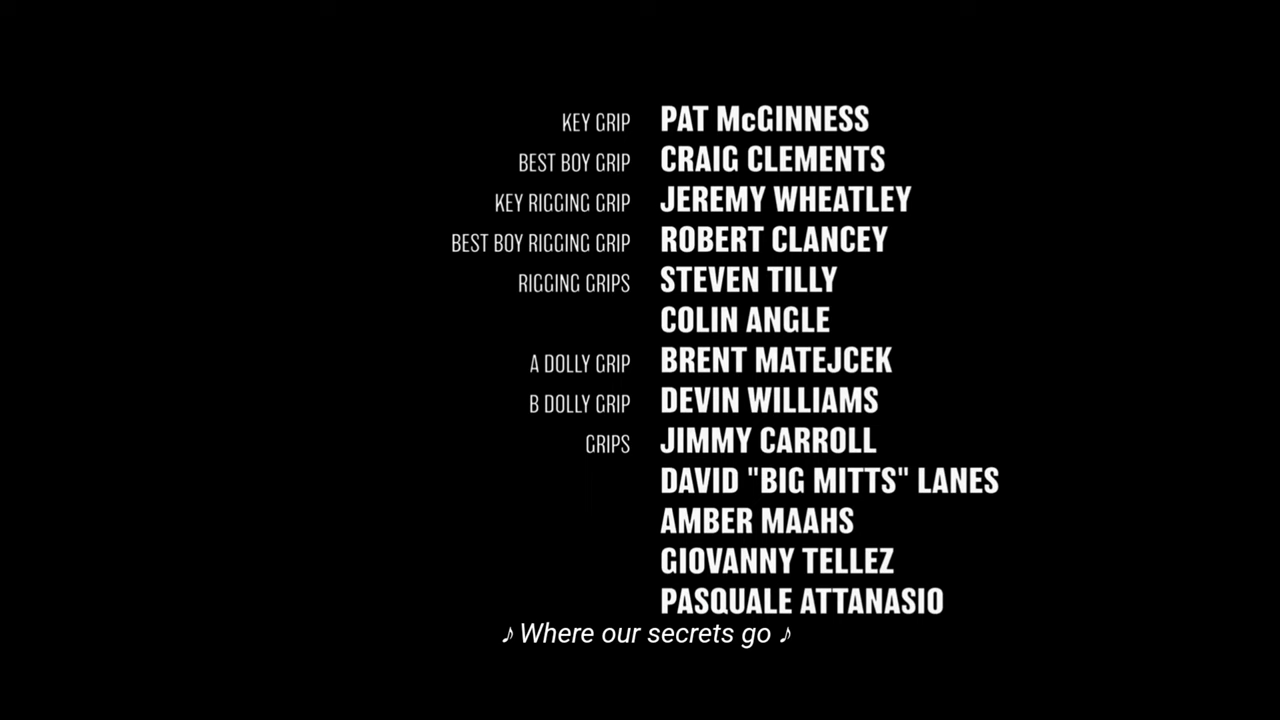 KEY GRIP PAT McGINNESS
BEST BOY GRIP CRAIG CLEMENTS
KEY RIGGING GRIP JEREMY WHEATLEY
BEST BOY RIGGING GRIP ROBERT CLANCEY
RIGGING GRIPS STEVEN TILLY
COLIN ANGLE
A DOLLY GRIP BRENT MATEJCEK
B DOLLY GRIP DEVIN WILLIAMS
GRIPS JIMMY CARROLL
DAVID "BIG MITTS" LANES
AMBER MAAHS
GIOVANNY TELLEZ
PASQUALE ATTANASIO
♪ Where our secrets go ♪